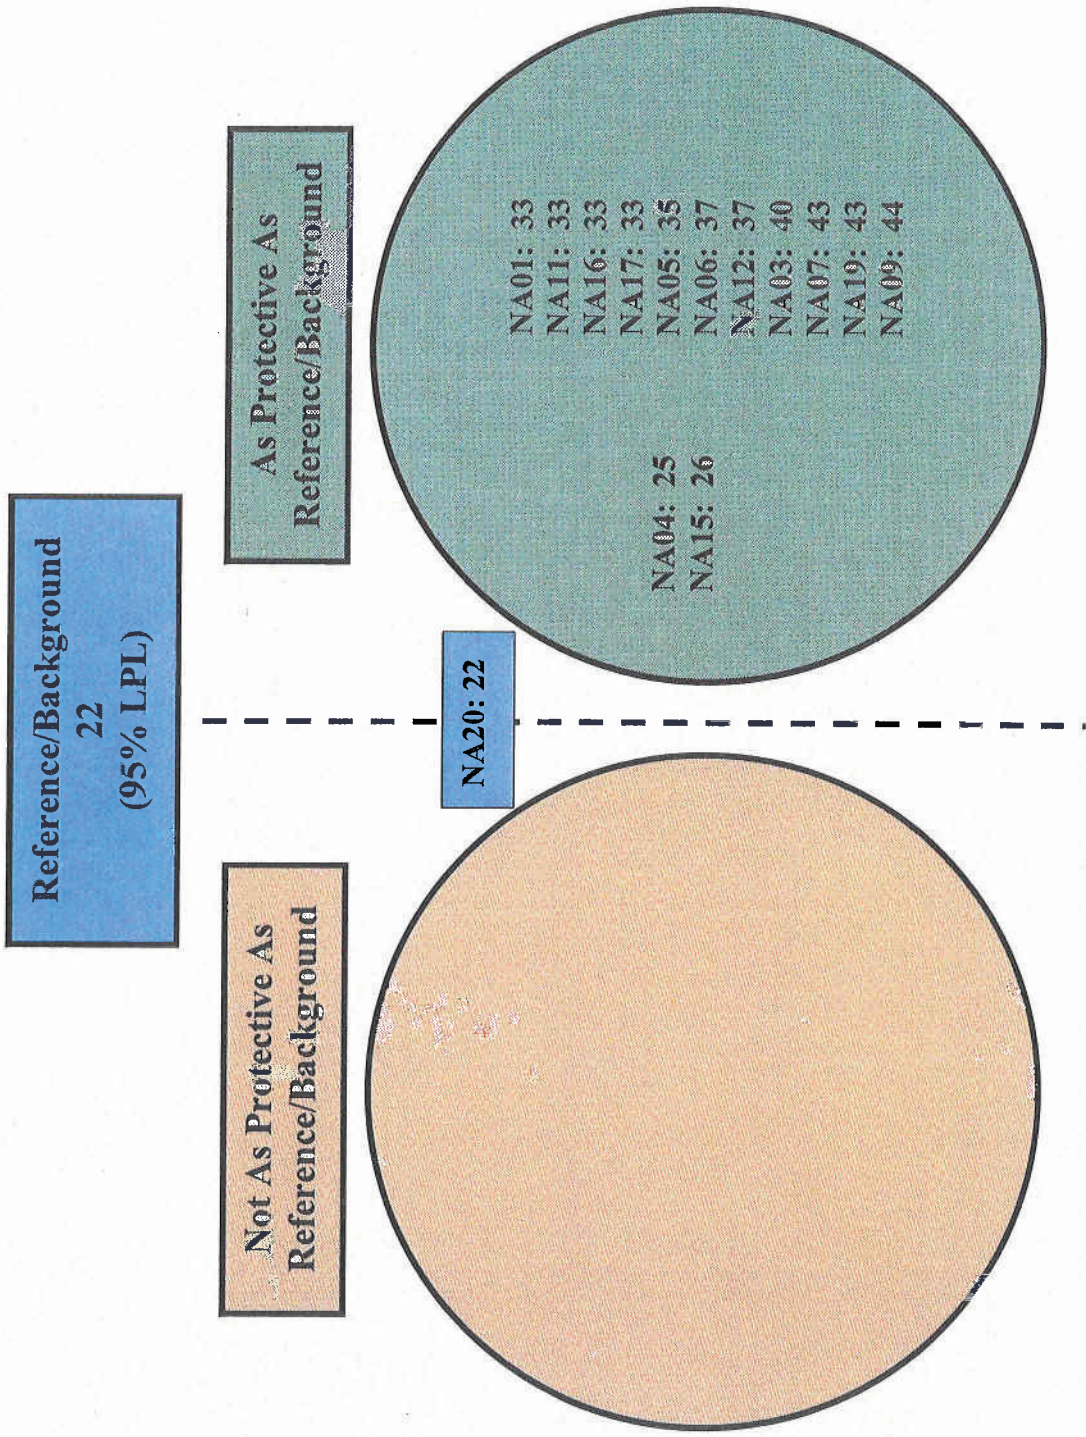 Reference/Background
22
(95% LPL)
Not As Protective As
Reference/Background
As Protective As
Reference/Background
NA20: 22
NA04: 25
NA15: 26
NA01: 33
NA11: 33
NA16: 33
NA17: 33
NA05: 35
NA06: 37
NA12: 37
NA03: 40
NA07: 43
NA19: 43
NA09: 44